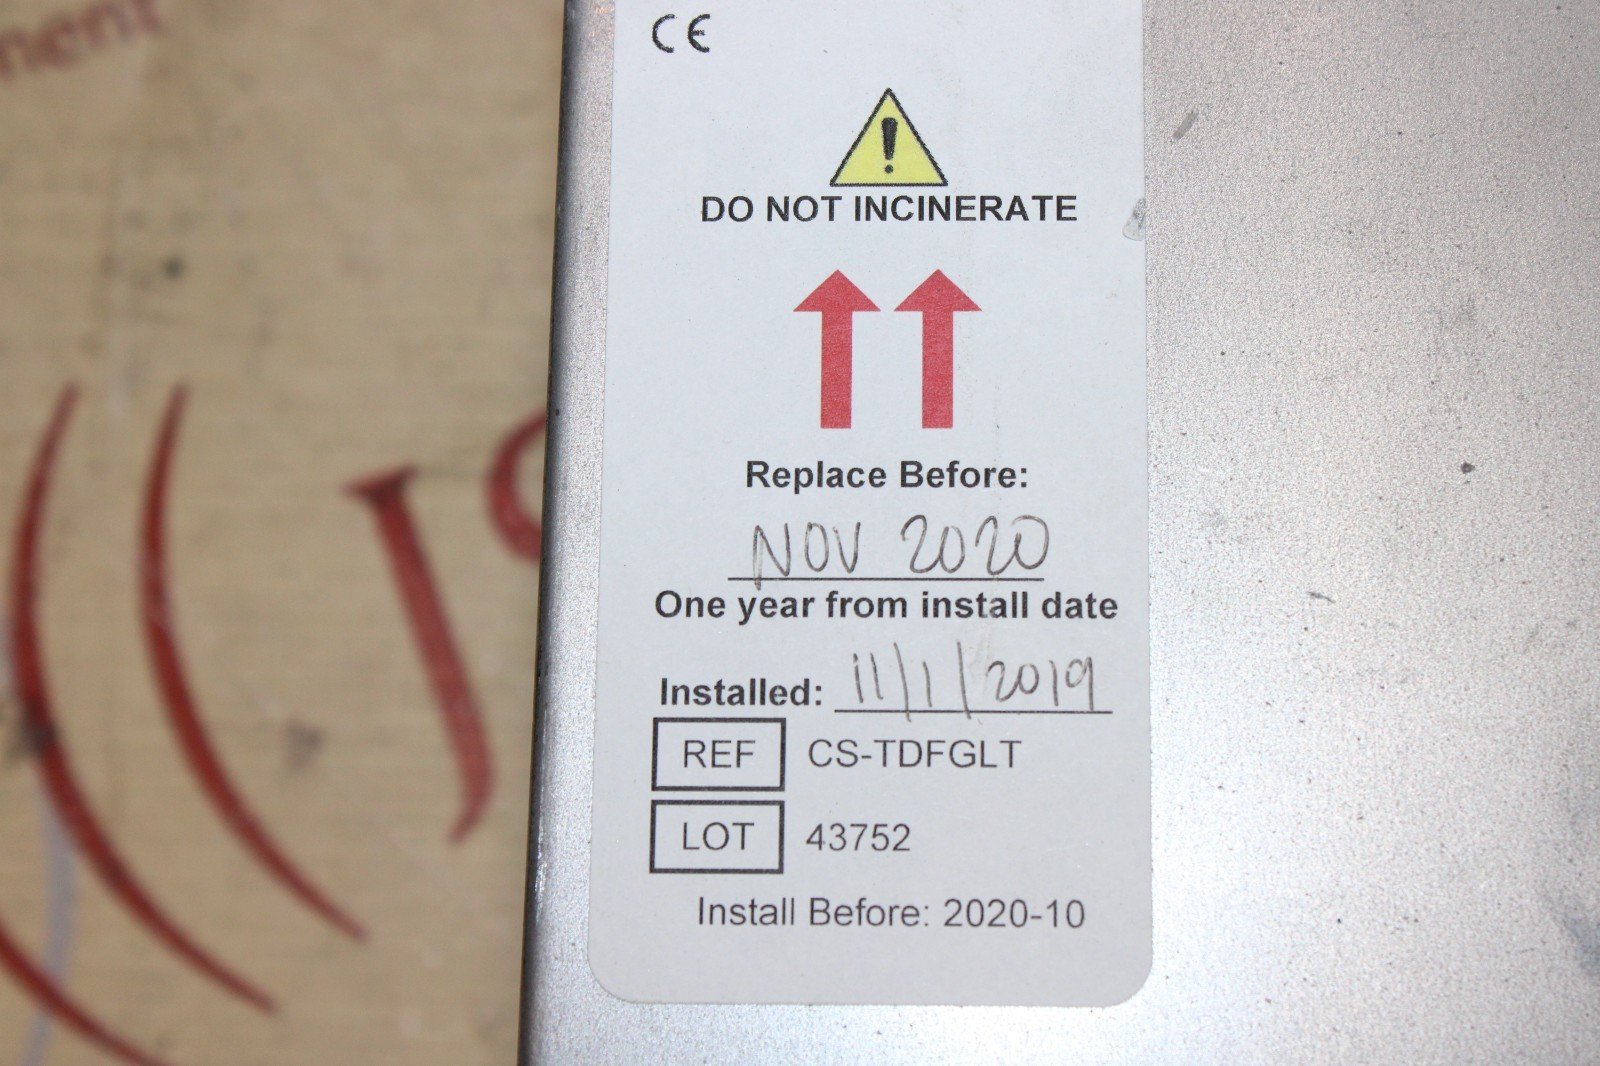 nent
CE
DO NOT INCINERATE
Replace Before:
NOV 2020
One year from install date
Installed: 11/1/2019
REF CS-TDFGLT
LOT 43752
Install Before: 2020-10